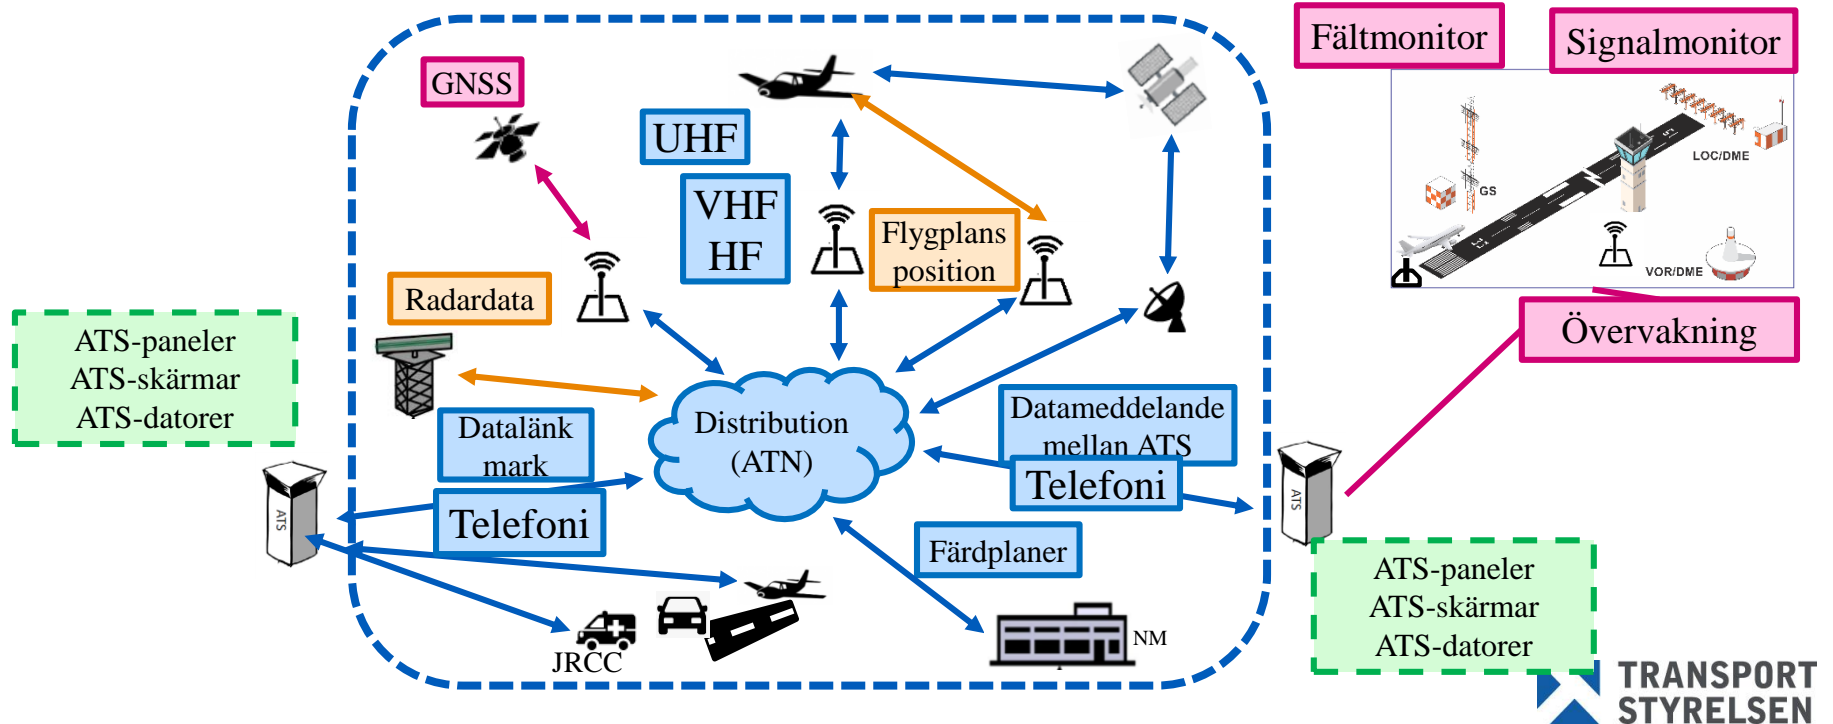 Fältmonitor
Signalmonitor
GNSS
UHF
VHF
HF
Flygplans
position
Radardata
LOC/DME
GS
VOR/DME
Övervakning
ATS-paneler
ATS-skärmar
ATS-datorer
Distribution
(ATN)
Datalänk
mark
Telefoni
Datameddelande
mellan ATS
Telefoni
ATS
ATS
Färdplaner
JRCC
NM
ATS-paneler
ATS-skärmar
ATS-datorer
TRANSPORT
STYRELSEN